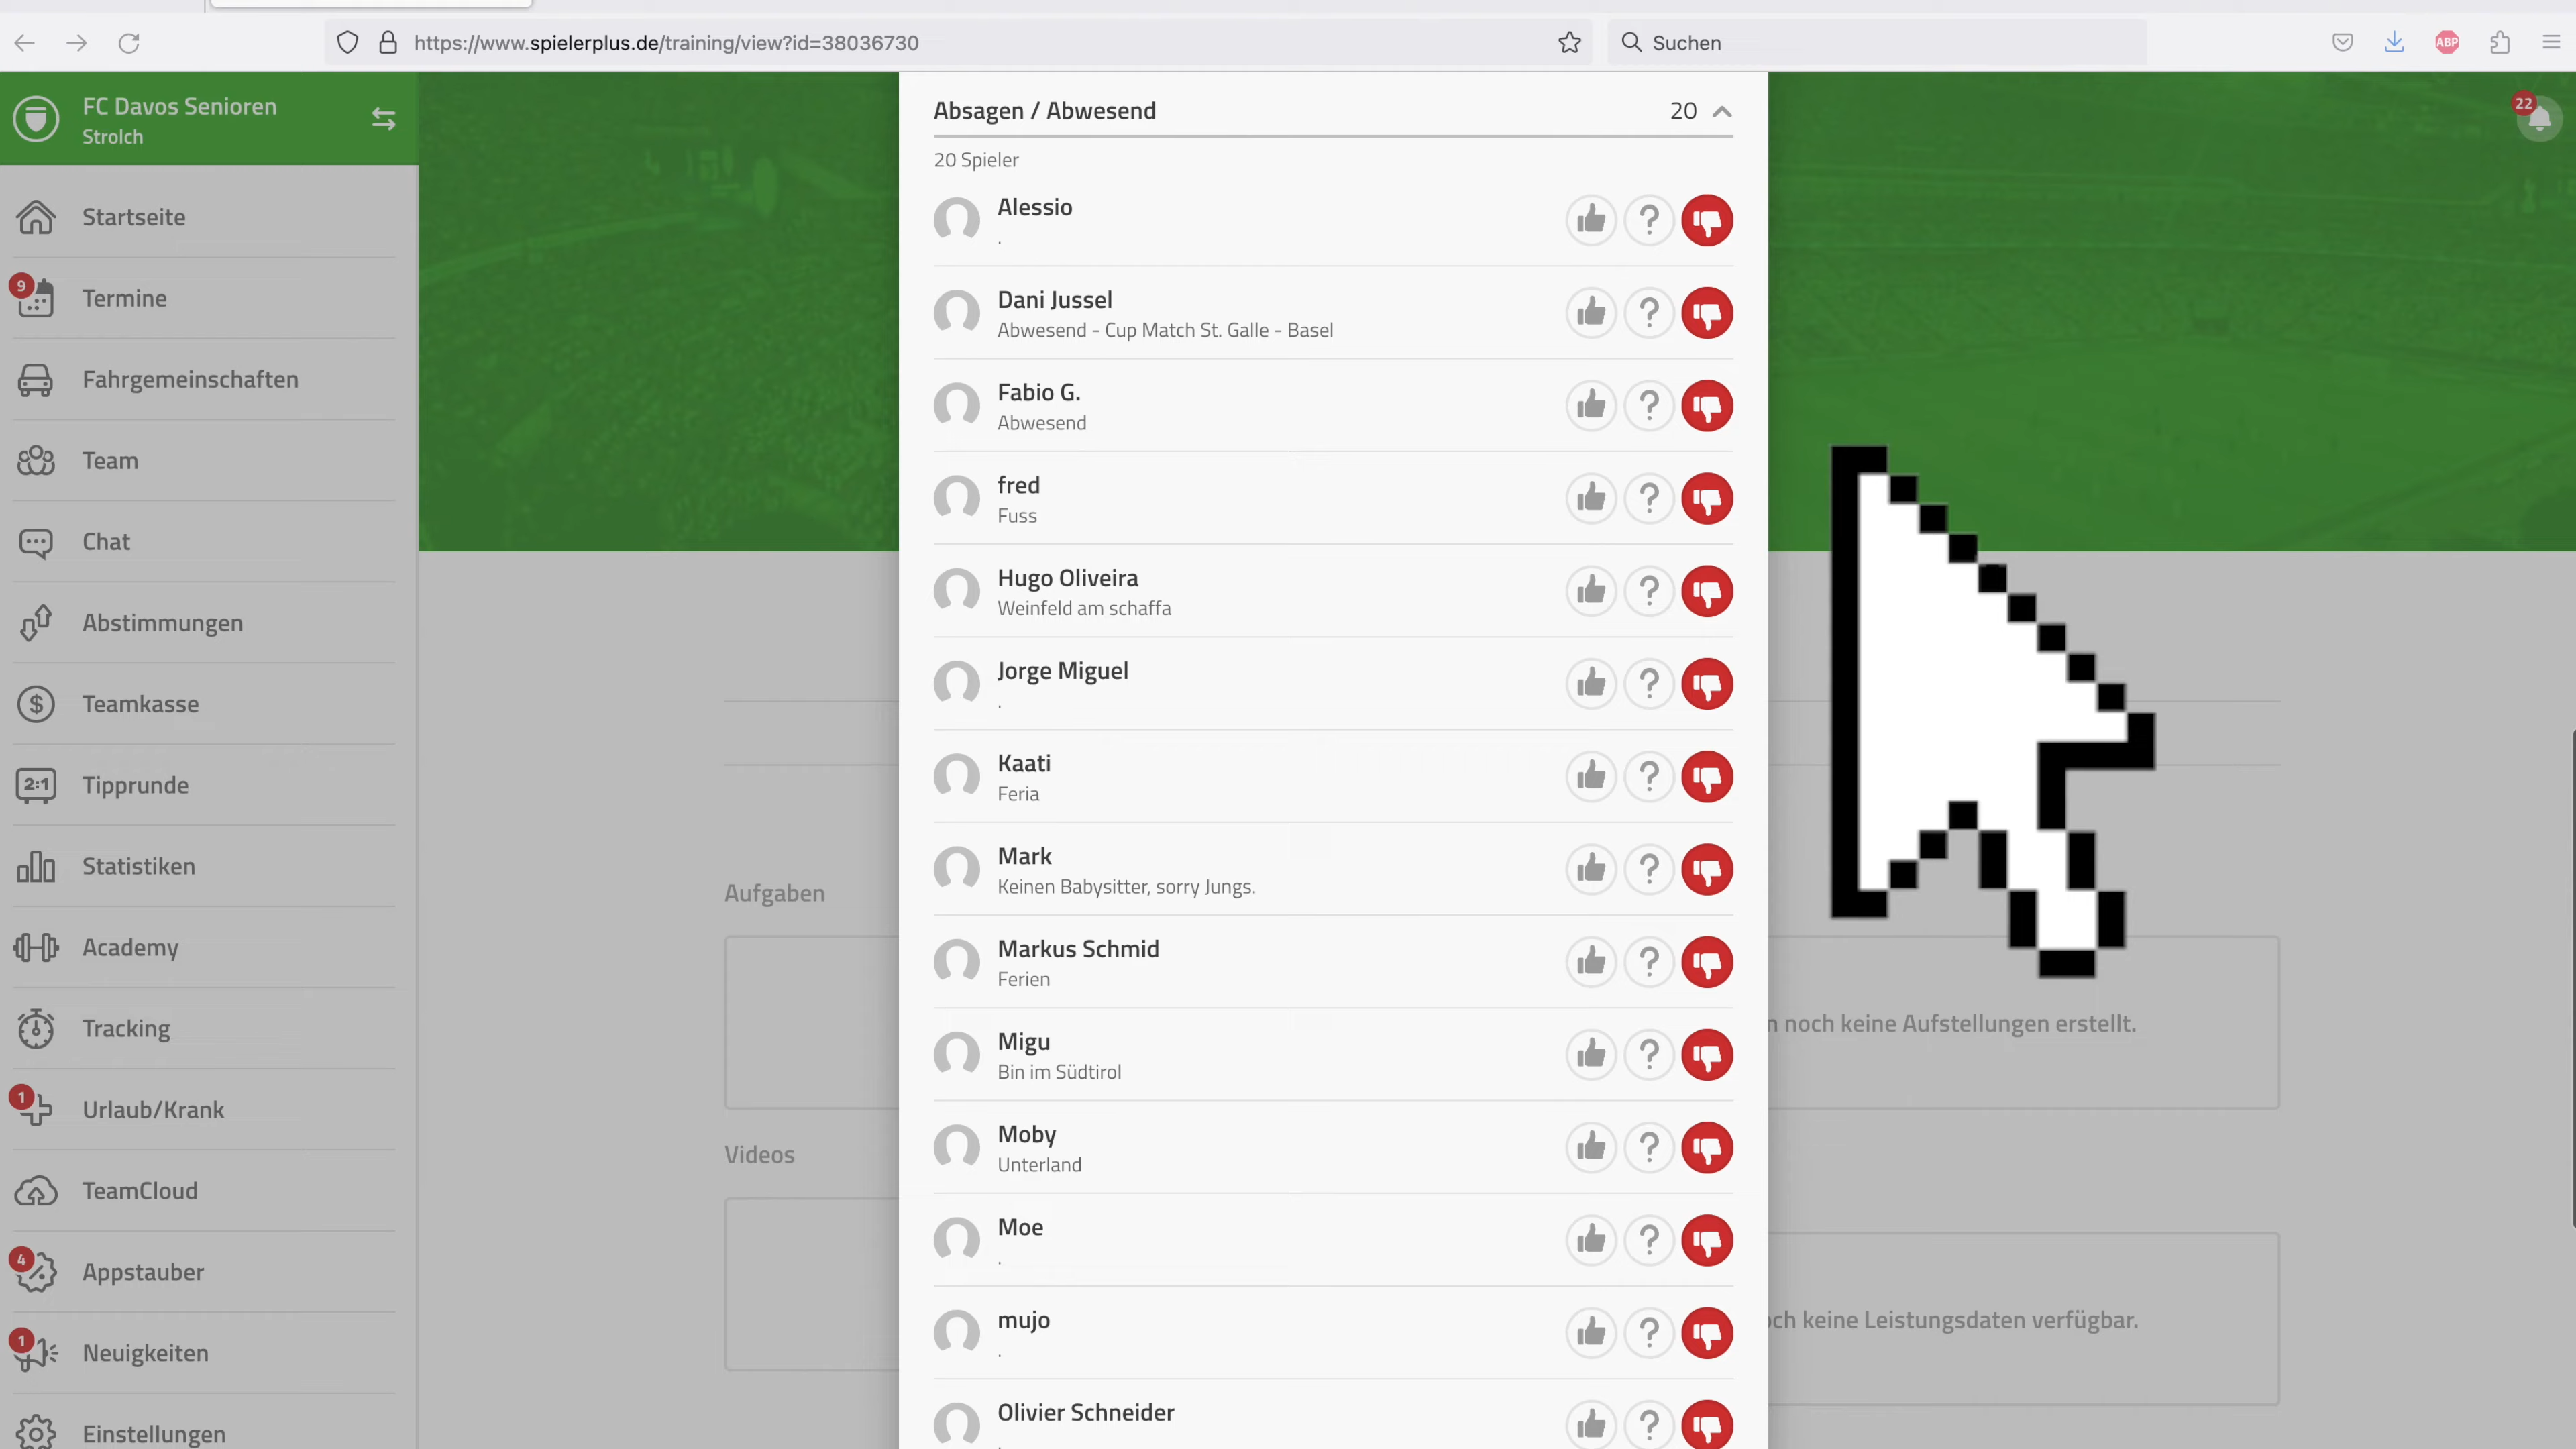 https://www.spielerplus.de/training/view?id=38036730
Suchen
ABP
FC Davos Senioren
Strolch
22
Startseite
9
Termine
Fahrgemeinschaften
Team
Chat
Abstimmungen
$
Teamkasse
2:1
Tipprunde
Statistiken
Academy
Tracking
1
Urlaub/Krank
TeamCloud
4
Appstauber
1
Neuigkeiten
Einstellungen
Absagen / Abwesend 20
20 Spieler
Alessio
.
?
Dani Jussel
Abwesend - Cup Match St. Galle - Basel
?
Fabio G.
Abwesend
?
fred
Fuss
?
Hugo Oliveira
Weinfeld am schaffa
?
Jorge Miguel
.
?
Kaati
Feria
?
Mark
Keinen Babysitter, sorry Jungs.
?
Markus Schmid
Ferien
?
Migu
Bin im Südtirol
?
Moby
Unterland
?
Moe
.
?
mujo
.
?
Olivier Schneider
?
Aufgaben
noch keine Aufstellungen erstellt.
Videos
keine Leistungsdaten verfügbar.